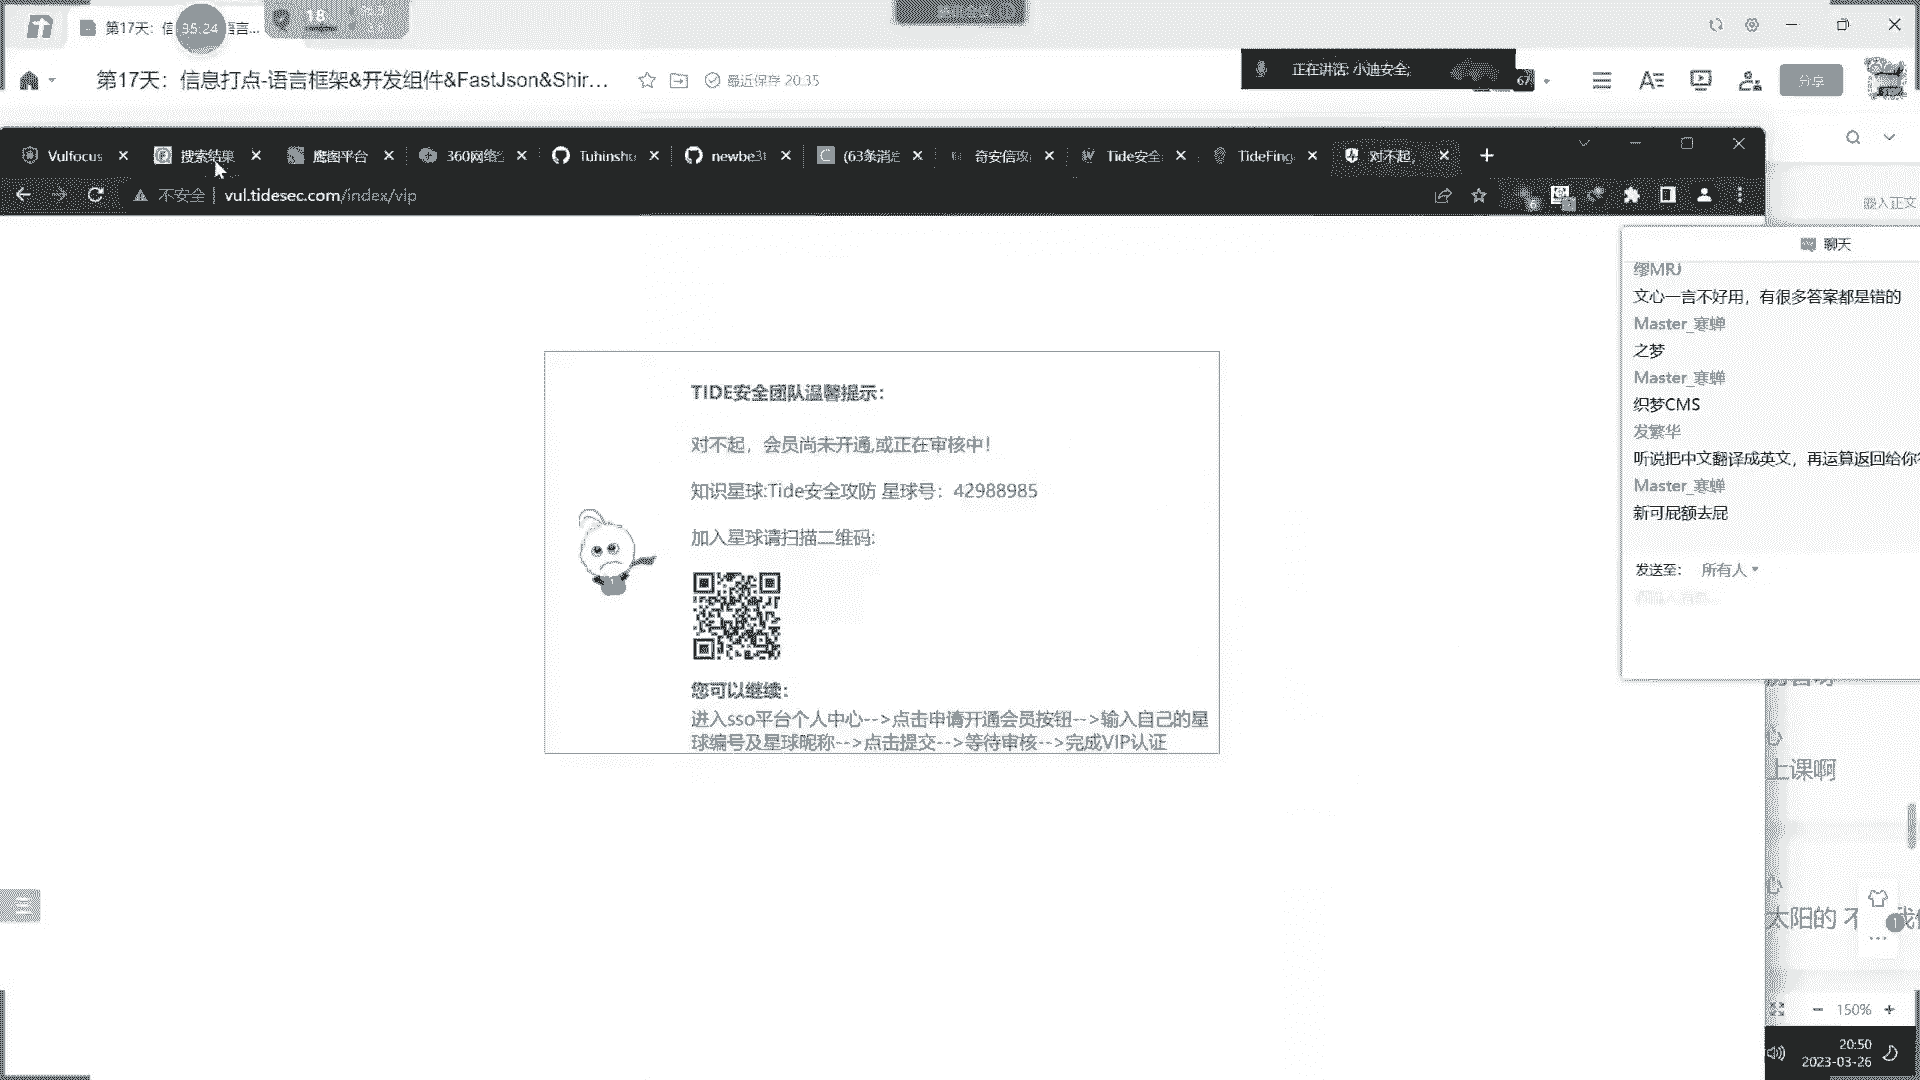 第17天：信
35:24
言...
18
第17天：信息打点-语言框架&开发组件&FastJson&Shir...
最近保存 20:35
正在讲话: 小迪安全;
67
分享
Vulfocus
搜索结果
鹰图平台
360网络
Tuhinshu
newbe3t
(63条消息
奇安信攻
Tide安全
TideFing
对不起,
不安全
vul.tidesec.com/index/vip
嵌入正文
聊天
缪MRJ
文心一言不好用，有很多答案都是错的
Master_寒蝉
之梦
Master_寒蝉
织梦CMS
发繁华
听说把中文翻译成英文，再运算返回给你
Master_寒蝉
新可屁额去屁
发送至： 所有人
TIDE安全团队温馨提示：
对不起，会员尚未开通,或正在审核中!
知识星球:Tide安全攻防 星球号：42988985
加入星球请扫描二维码:
您可以继续：
进入sso平台个人中心-->点击申请开通会员按钮-->输入自己的星
球编号及星球昵称-->点击提交-->等待审核-->完成VIP认证
心
上课啊
心
太阳的 不
我
1
150%
20:50
2023-03-26